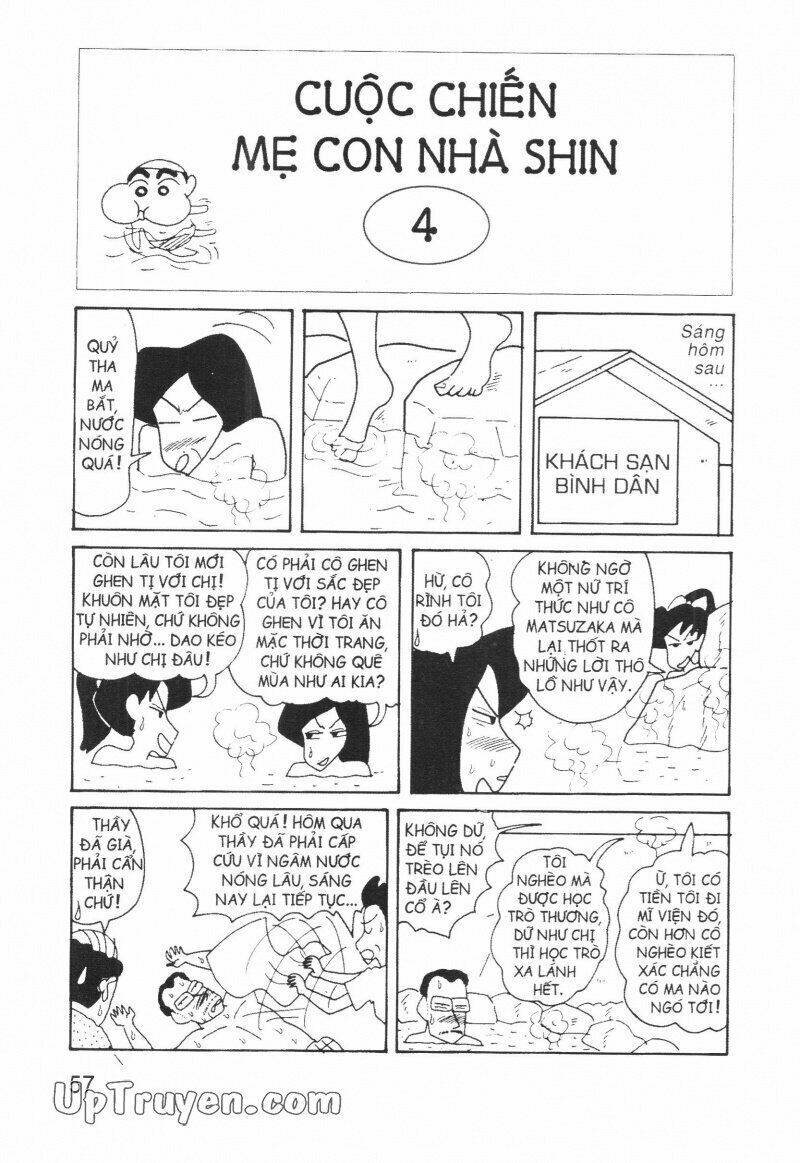 CUỘC CHIẾN
MẸ CON NHÀ SHIN
4
Sáng
hôm
sau
...
KHÁCH SẠN
BÌNH DÂN
QUỶ
THA
MA
BẮT,
NƯỚC
NÓNG
QUÁ!
KHÔNG NGỜ
MỘT NỮ TRÍ
THỨC NHƯ CÔ
MATSUZAKA MÀ
LẠI THỐT RA
NHỮNG LỜI THÔ
LỖ NHƯ VẬY.
HỪ, CÔ
RÌNH TÔI
ĐÓ HẢ?
CÓ PHẢI CÔ GHEN
TỊ VỚI SẮC ĐẸP
CỦA TÔI? HAY CÔ
GHEN VÌ TÔI ĂN
MẶC THỜI TRANG,
CHỨ KHÔNG QUÊ
MÙA NHƯ AI KIA?
CÒN LÂU TÔI MỚI
GHEN TỊ VỚI CHỊ!
KHUÔN MẶT TÔI ĐẸP
TỰ NHIÊN, CHỨ KHÔNG
PHẢI NHỜ... DAO KÉO
NHƯ CHỊ ĐÂU!
Ừ, TÔI CÓ
TIỀN TÔI ĐI
MĨ VIỆN ĐÓ,
CÒN HƠN CÔ
NGHÈO KIẾT
XÁC CHẲNG
CÓ MA NÀO
NGÓ TỚI!
TÔI
NGHÈO MÀ
ĐƯỢC HỌC
TRÒ THƯƠNG,
DỮ NHƯ CHỊ
THÌ HỌC TRÒ
XA LÁNH
HẾT.
KHÔNG DỮ,
ĐỂ TỤI NÓ
TRÈO LÊN
ĐẦU LÊN
CỔ À?
KHỔ QUÁ! HÔM QUA
THẦY ĐÃ PHẢI CẤP
CỨU VÌ NGÂM NƯỚC
NÓNG LÂU, SÁNG
NAY LẠI TIẾP TỤC...
THẦY
ĐÃ GIÀ,
PHẢI CẨN
THẬN
CHỨ!
57
UpTruyen.com